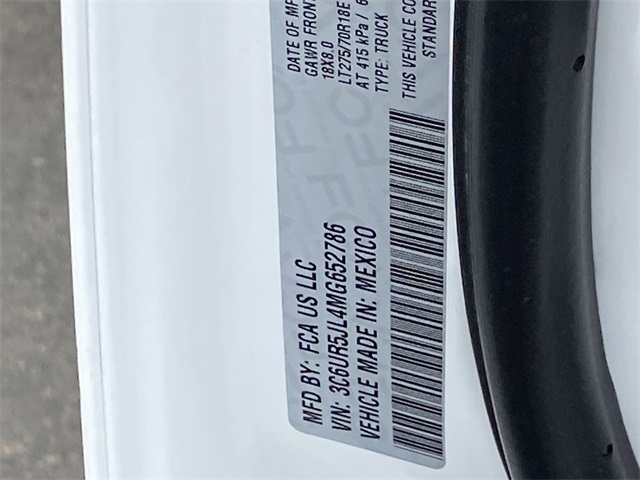 MFD BY: FCA US LLC
VIN: 3C6UR5JL4MG652786
VEHICLE MADE IN: MEXICO
DATE OF MF
GAWR FRONT
18X8.0
LT275/70R18E
AT 415 kPa / 6
TYPE: TRUCK
THIS VEHICLE CO
STANDAR